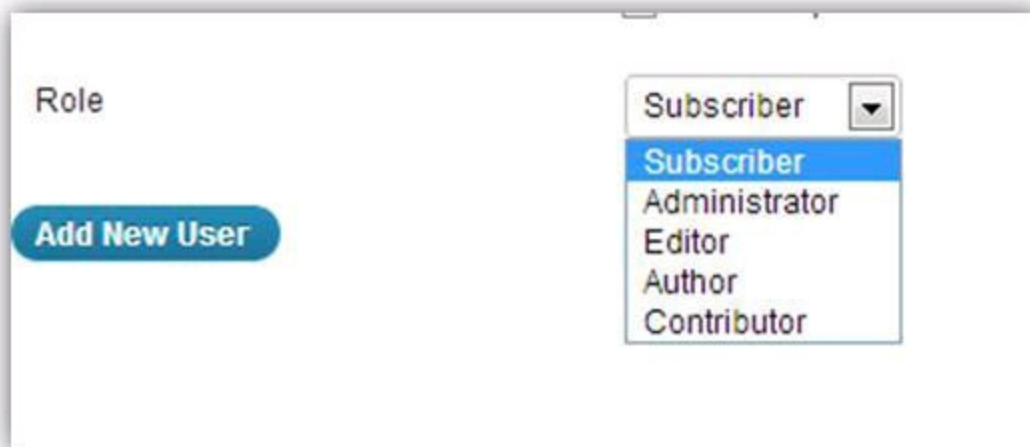 Role
Subscriber
Subscriber
Administrator
Editor
Author
Contributor
Add New User